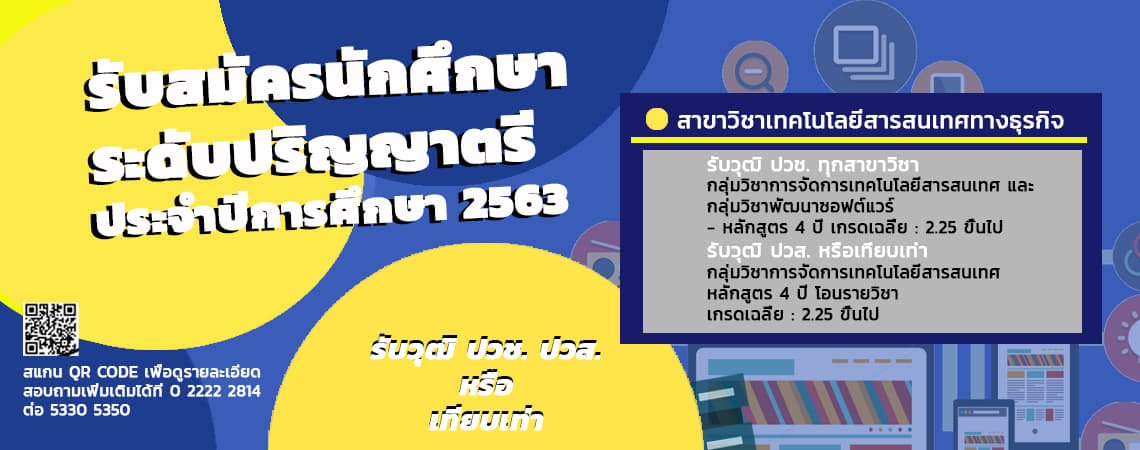 รับสมัครนักศึกษา
ระดับปริญญาตรี
ประจำปีการศึกษา 2563
สแกน QR CODE เพื่อดูรายละเอียด
สอบถามเพิ่มเติมได้ที่ 0 2222 2814
ต่อ 5330 5350
รับวุฒิ ปวช. ปวส.
หรือ
เทียบเท่า
สาขาวิชาเทคโนโลยีสารสนเทศทางธุรกิจ
รับวุฒิ ปวช. ทุกสาขาวิชา
กลุ่มวิชาการจัดการเทคโนโลยีสารสนเทศ และ
กลุ่มวิชาพัฒนาซอฟต์แวร์
- หลักสูตร 4 ปี เกรดเฉลี่ย : 2.25 ขึ้นไป
รับวุฒิ ปวส. หรือเทียบเท่า
กลุ่มวิชาการจัดการเทคโนโลยีสารสนเทศ
หลักสูตร 4 ปี โอนรายวิชา
เกรดเฉลี่ย : 2.25 ขึ้นไป